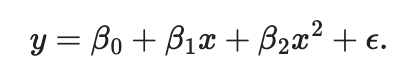 y = β₀ + β₁x + β₂x² + ϵ.